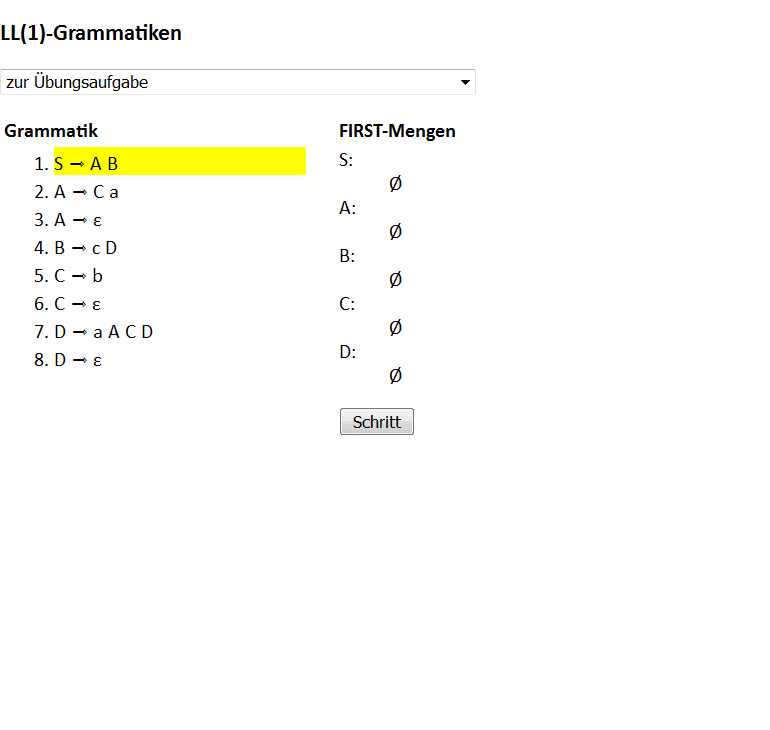 LL(1)-Grammatiken
zur Übungsaufgabe
Grammatik
1. S → A B
2. A → C a
3. A → ε
4. B → c D
5. C → b
6. C → ε
7. D → a A C D
8. D → ε
FIRST-Mengen
S:
Ø
A:
Ø
B:
Ø
C:
Ø
D:
Ø
Schritt